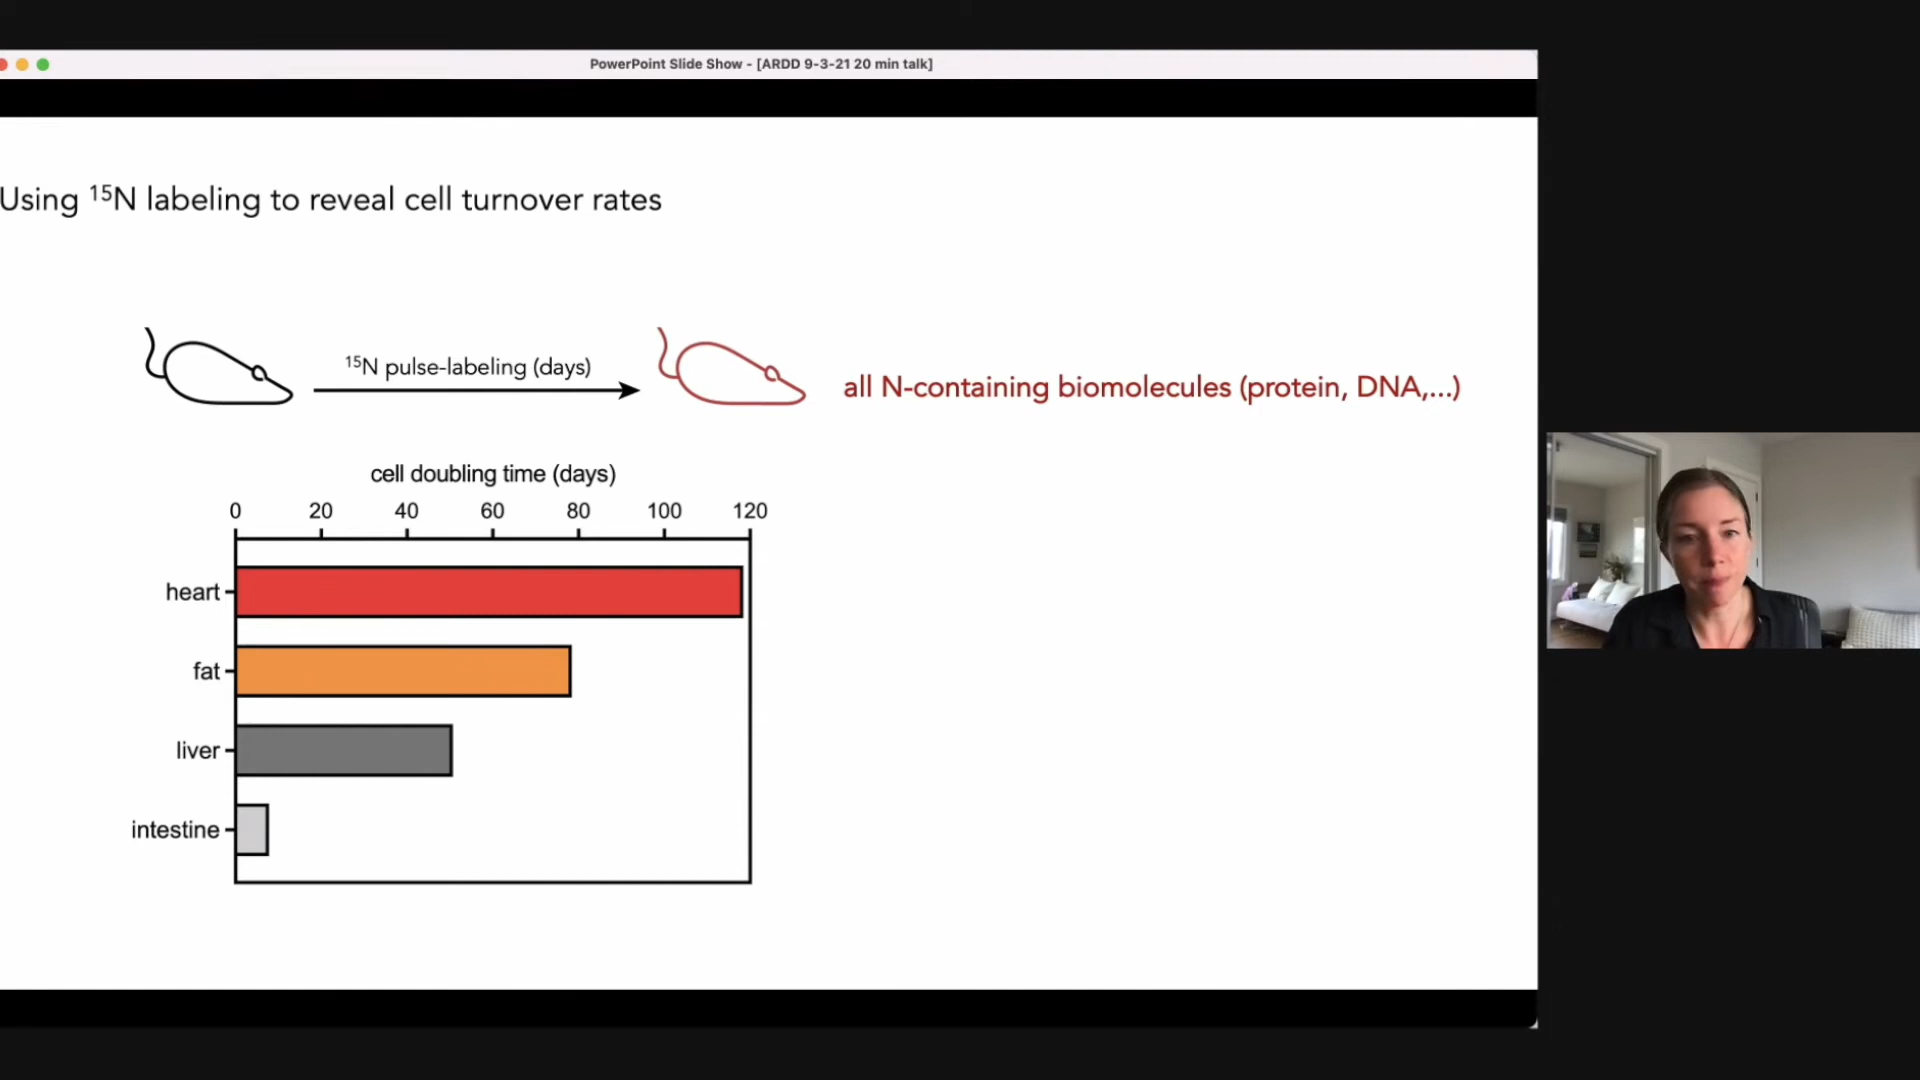 PowerPoint Slide Show - [ARDD 9-3-21 20 min talk]
Using ¹⁵N labeling to reveal cell turnover rates
¹⁵N pulse-labeling (days)
all N-containing biomolecules (protein, DNA,...)
cell doubling time (days)
0 20 40 60 80 100 120
heart
fat
liver
intestine